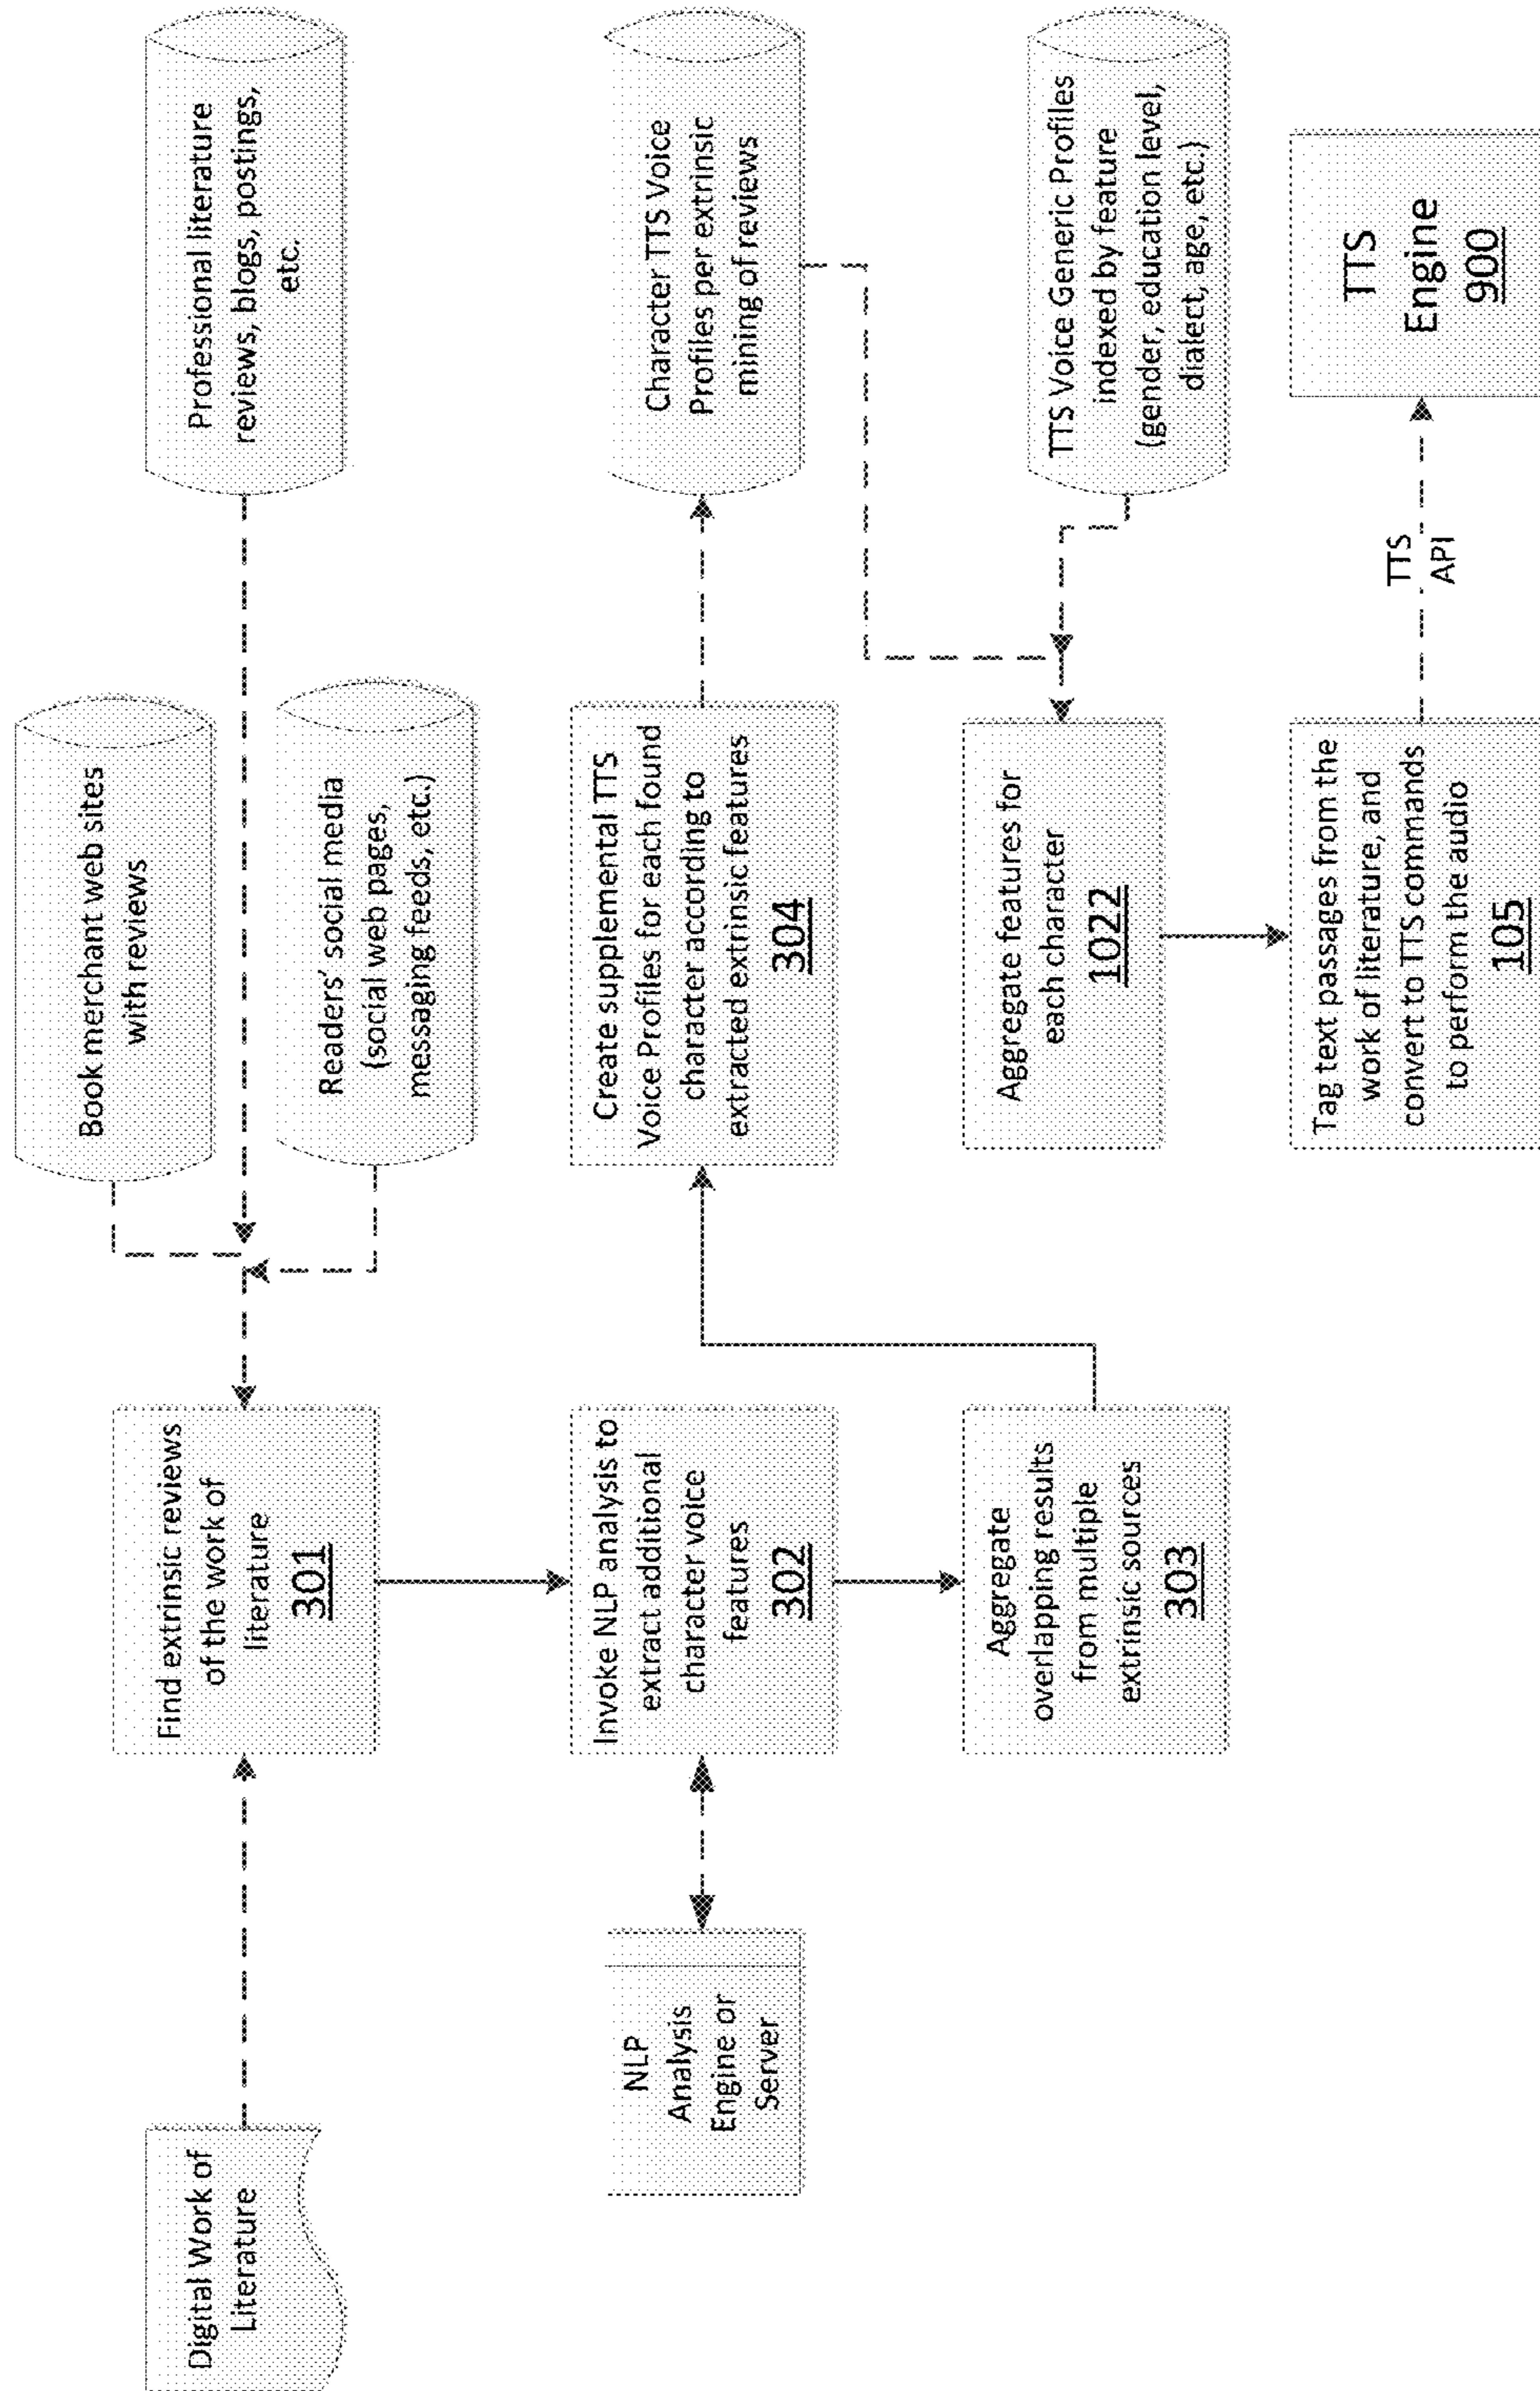 Digital Work of
Literature
Find extrinsic reviews
of the work of
literature
301
Book merchant web sites
with reviews
Readers' social media
(social web pages,
messaging feeds, etc.)
Professional literature
reviews, blogs, postings,
etc.
NLP
Analysis
Engine or
Server
Invoke NLP analysis to
extract additional
character voice
features
302
Aggregate
overlapping results
from multiple
extrinsic sources
303
Create supplemental TTS
Voice Profiles for each found
character according to
extracted extrinsic features
304
Character TTS Voice
Profiles per extrinsic
mining of reviews
Aggregate features for
each character
1022
TTS Voice Generic Profiles
indexed by feature
(gender, education level,
dialect, age, etc.)
Tag text passages from the
work of literature, and
convert to TTS commands
to perform the audio
105
TTS
API
TTS
Engine
900